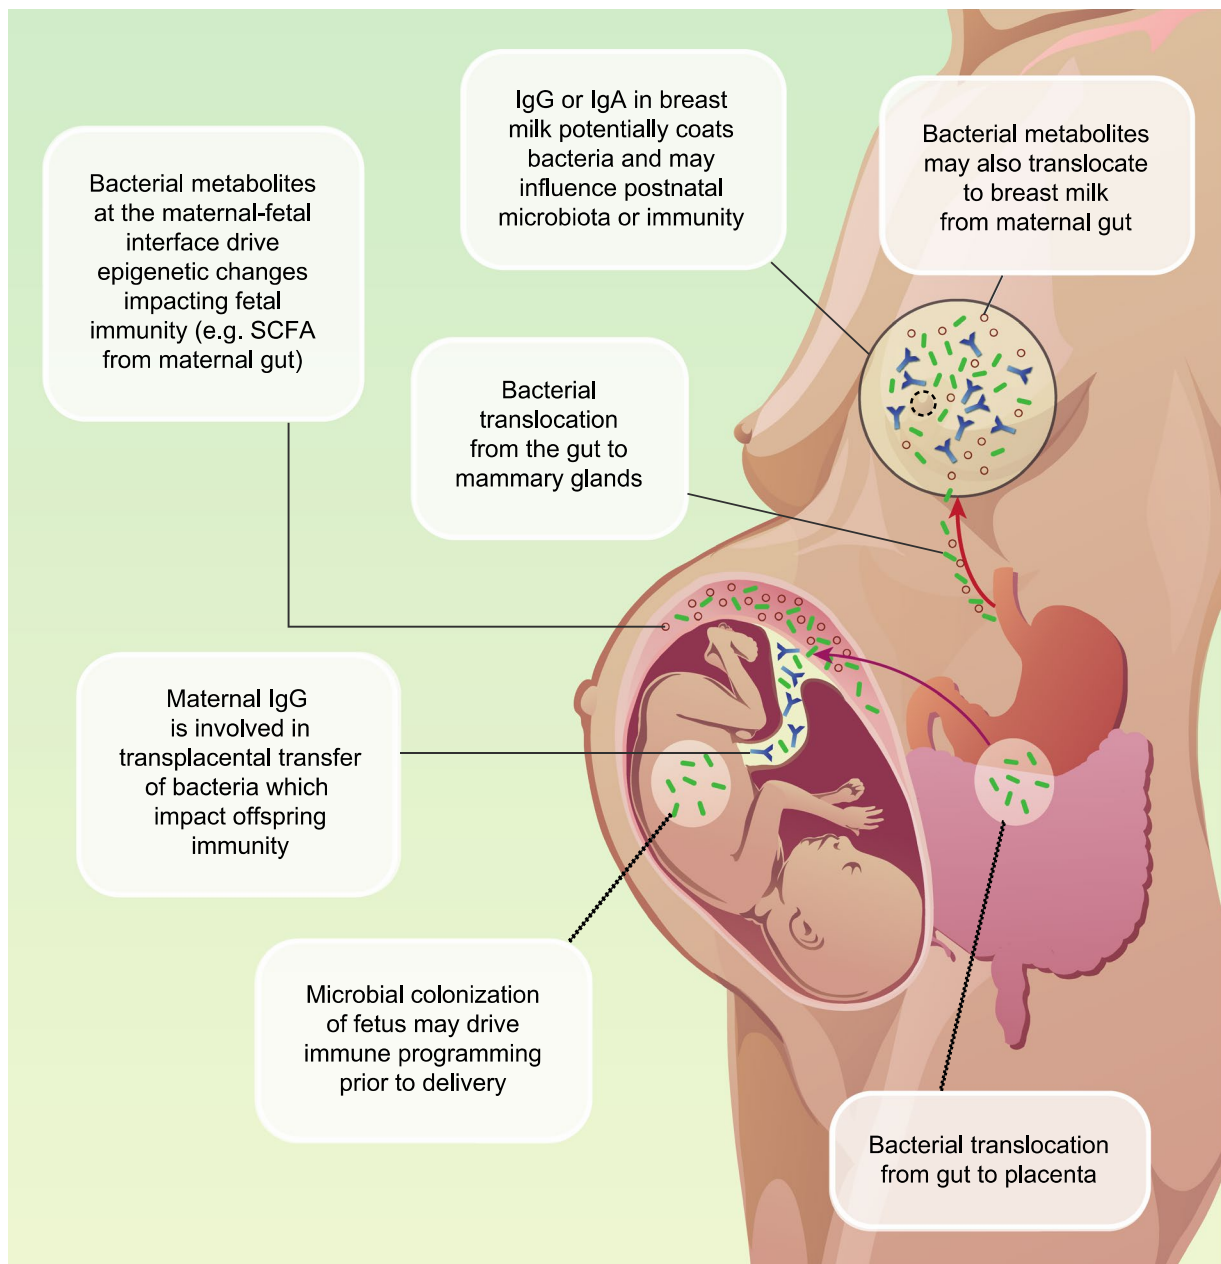 IgG or IgA in breast
milk potentially coats
bacteria and may
influence postnatal
microbiota or immunity
Bacterial metabolites
may also translocate
to breast milk
from maternal gut
Bacterial metabolites
at the maternal-fetal
interface drive
epigenetic changes
impacting fetal
immunity (e.g. SCFA
from maternal gut)
Bacterial
translocation
from the gut to
mammary glands
Maternal IgG
is involved in
transplacental transfer
of bacteria which
impact offspring
immunity
Microbial colonization
of fetus may drive
immune programming
prior to delivery
Bacterial translocation
from gut to placenta